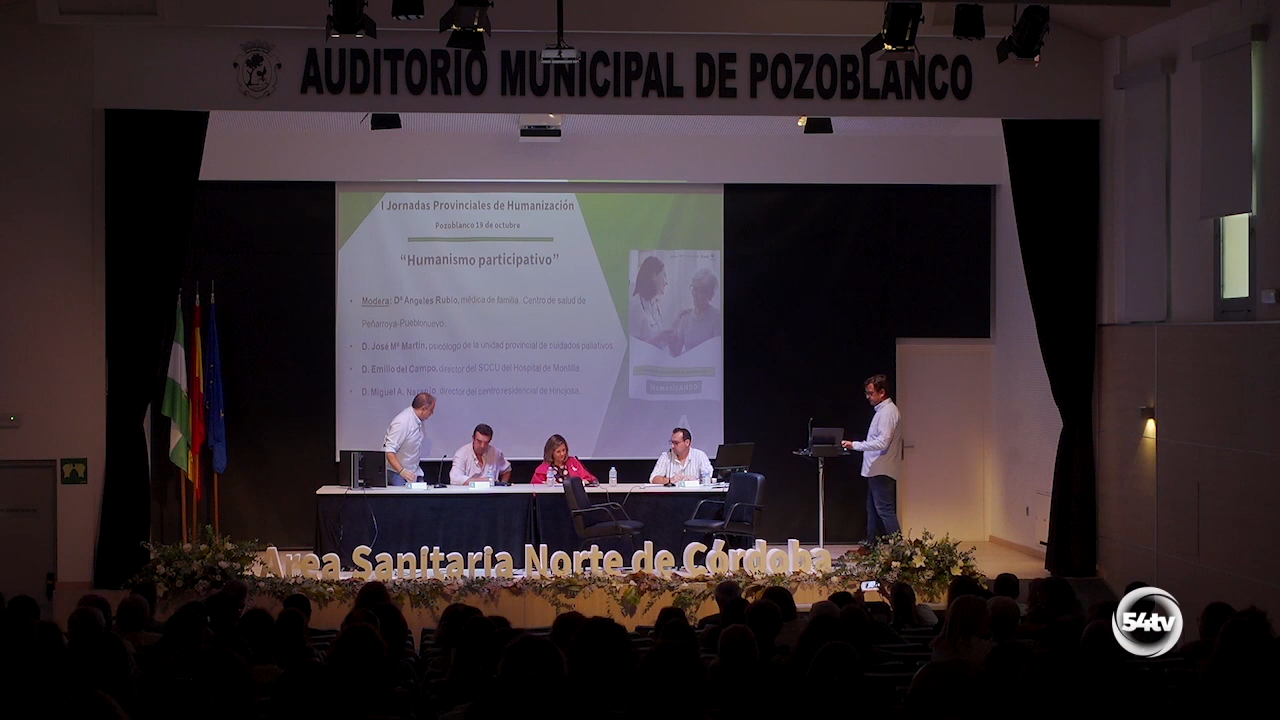 AUDITORIO MUNICIPAL DE POZOBLANCO
I Jornadas Provinciales de Humanización
Pozoblanco 19 de octubre
“Humanismo participativo”
• Modera: Dª Angeles Rubio, médica de familia. Centro de salud de
Peñarroya-Pueblonuevo.
• D. José Mª Martín, psicólogo de la unidad provincial de cuidados paliativos
• D. Emilio del Campo, director del SCCU del Hospital de Montilla
• D. Miguel A. Naranjo, director del centro residencial de Hinojosa.
HumanizANDO
Area Sanitaria Norte de Córdoba
54tv